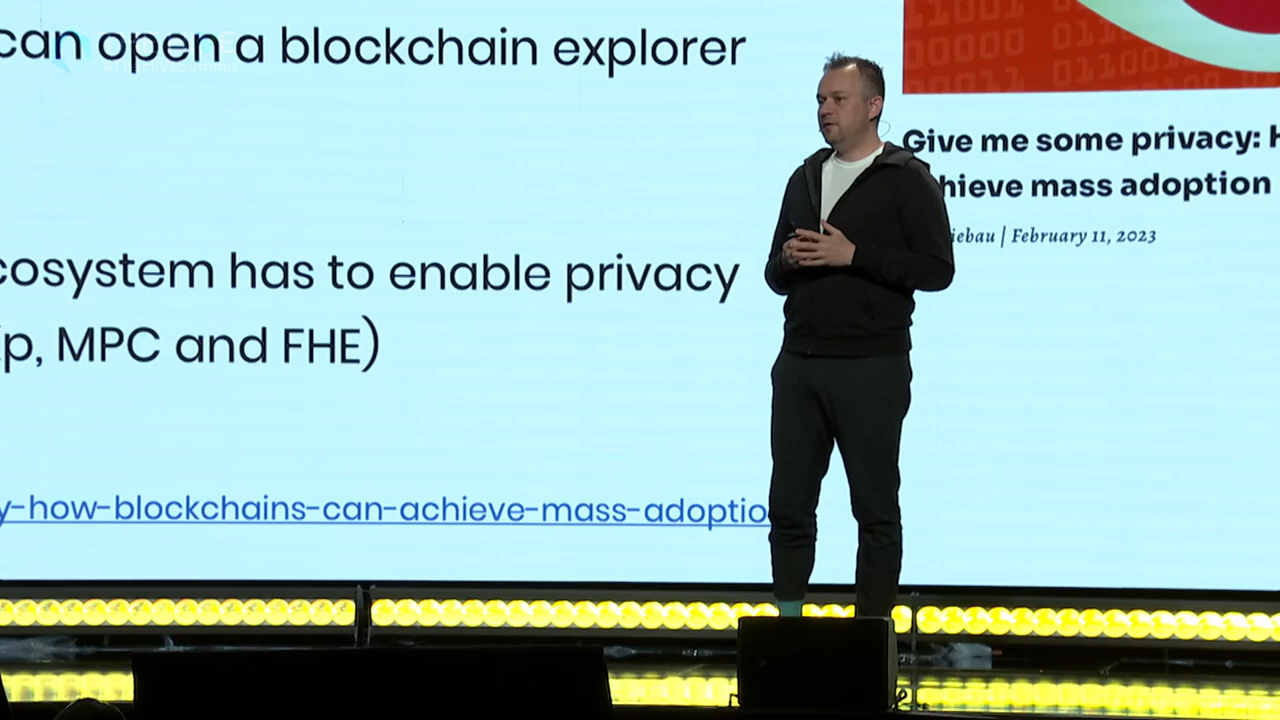 can open a blockchain explorer
cosystem has to enable privacy
p, MPC and FHE)
y-how-blockchains-can-achieve-mass-adoptio
Give me some privacy: H
hieve mass adoption
iebau | February 11, 2023